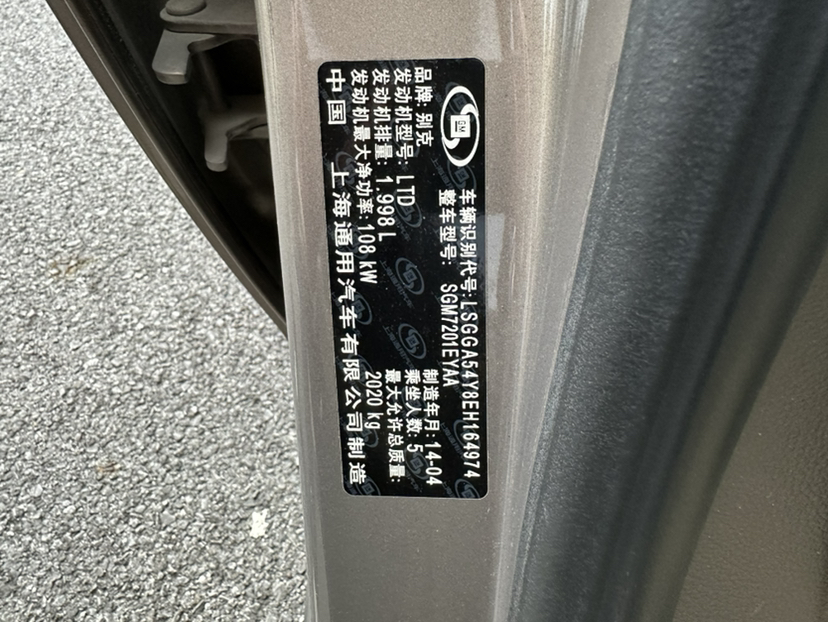 车辆识别代号:LSGGA54Y8EH164974
整车型号: SGM7201EYAA
品牌: 别克
制造年月: 14-04
发动机型号: LTD
乘坐人数: 5
发动机排量: 1.998L
最大允许总质量:
发动机最大净功率: 108 kW
2020 kg
中国 上海通用汽车有限公司制造